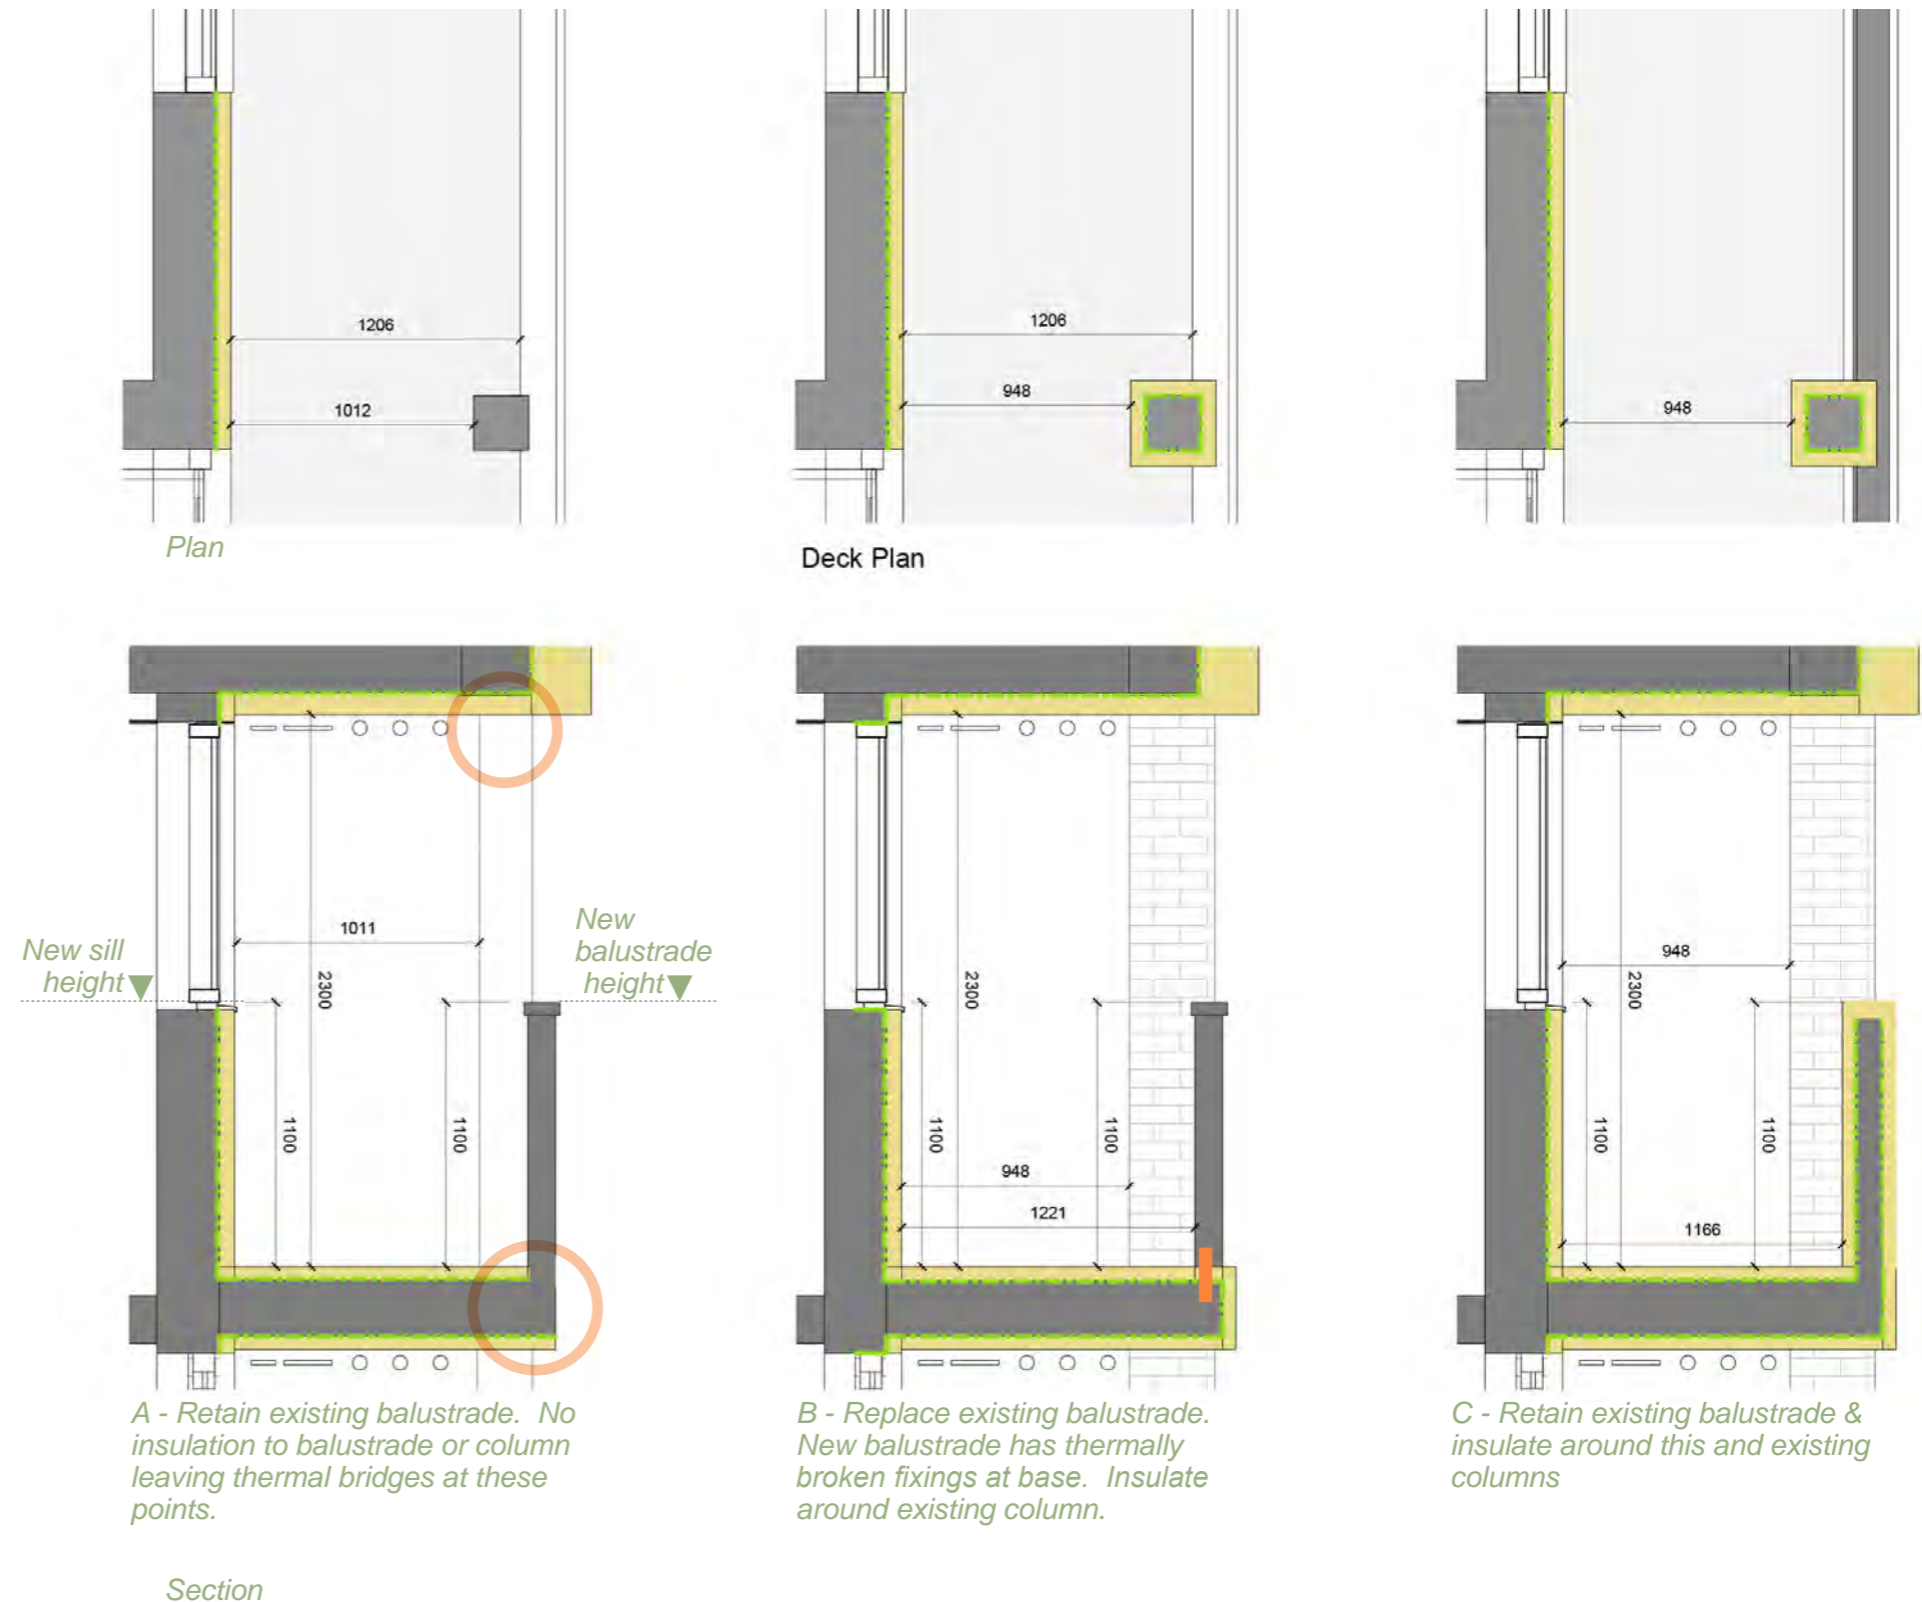 1206
1012
1206
948
948
Plan
Deck Plan
New sill
height
1011
2300
1100
1100
New
balustrade
height
2300
1100
1100
948
1221
948
2300
1100
1100
1166
A - Retain existing balustrade.  No
insulation to balustrade or column
leaving thermal bridges at these
points.
B - Replace existing balustrade.
New balustrade has thermally
broken fixings at base.  Insulate
around existing column.
C - Retain existing balustrade &
insulate around this and existing
columns
Section